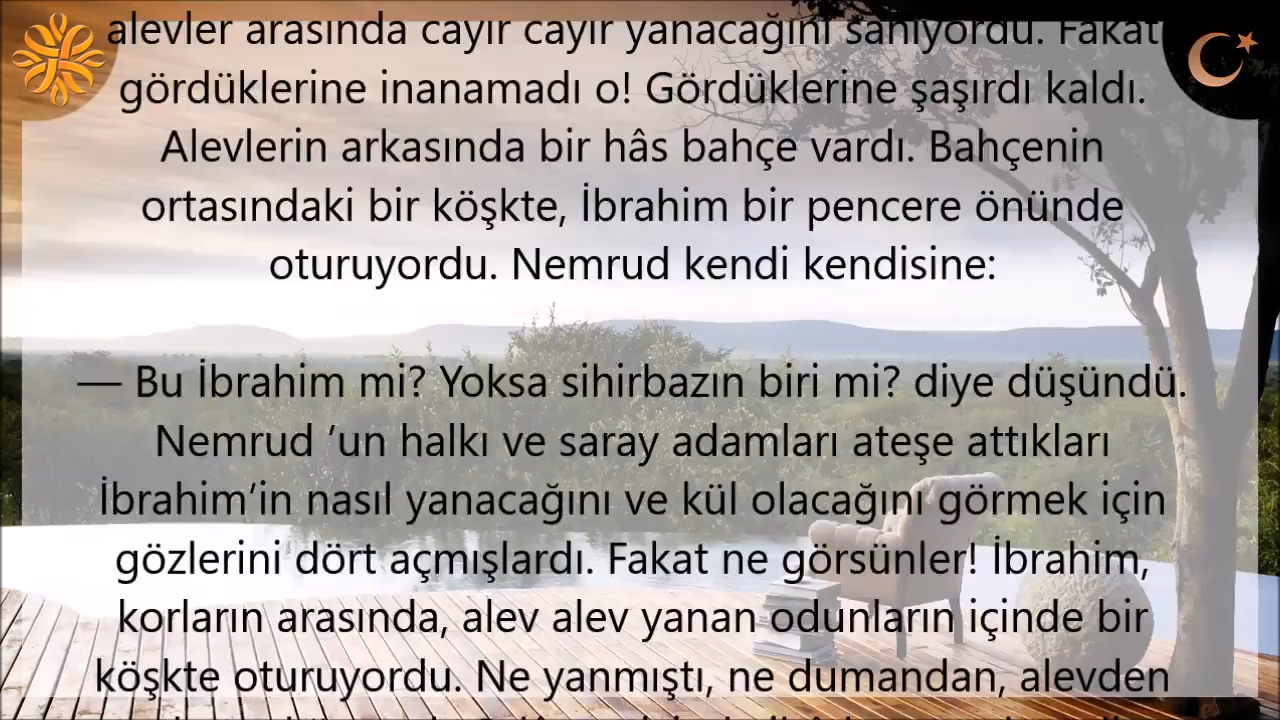 alevler arasında cayır cayır yanacağını sanıyordu. Fakat
gördüklerine inanamadı o! Gördüklerine şaşırdı kaldı.
Alevlerin arkasında bir hâs bahçe vardı. Bahçenin
ortasındaki bir köşkte, İbrahim bir pencere önünde
oturuyordu. Nemrud kendi kendisine:
— Bu İbrahim mi? Yoksa sihirbazın biri mi? diye düşündü.
Nemrud ’un halkı ve saray adamları ateşe attıkları
İbrahim’in nasıl yanacağını ve kül olacağını görmek için
gözlerini dört açmışlardı. Fakat ne görsünler! İbrahim,
korların arasında, alev alev yanan odunların içinde bir
köşkte oturuyordu. Ne yanmıştı, ne dumandan, alevden